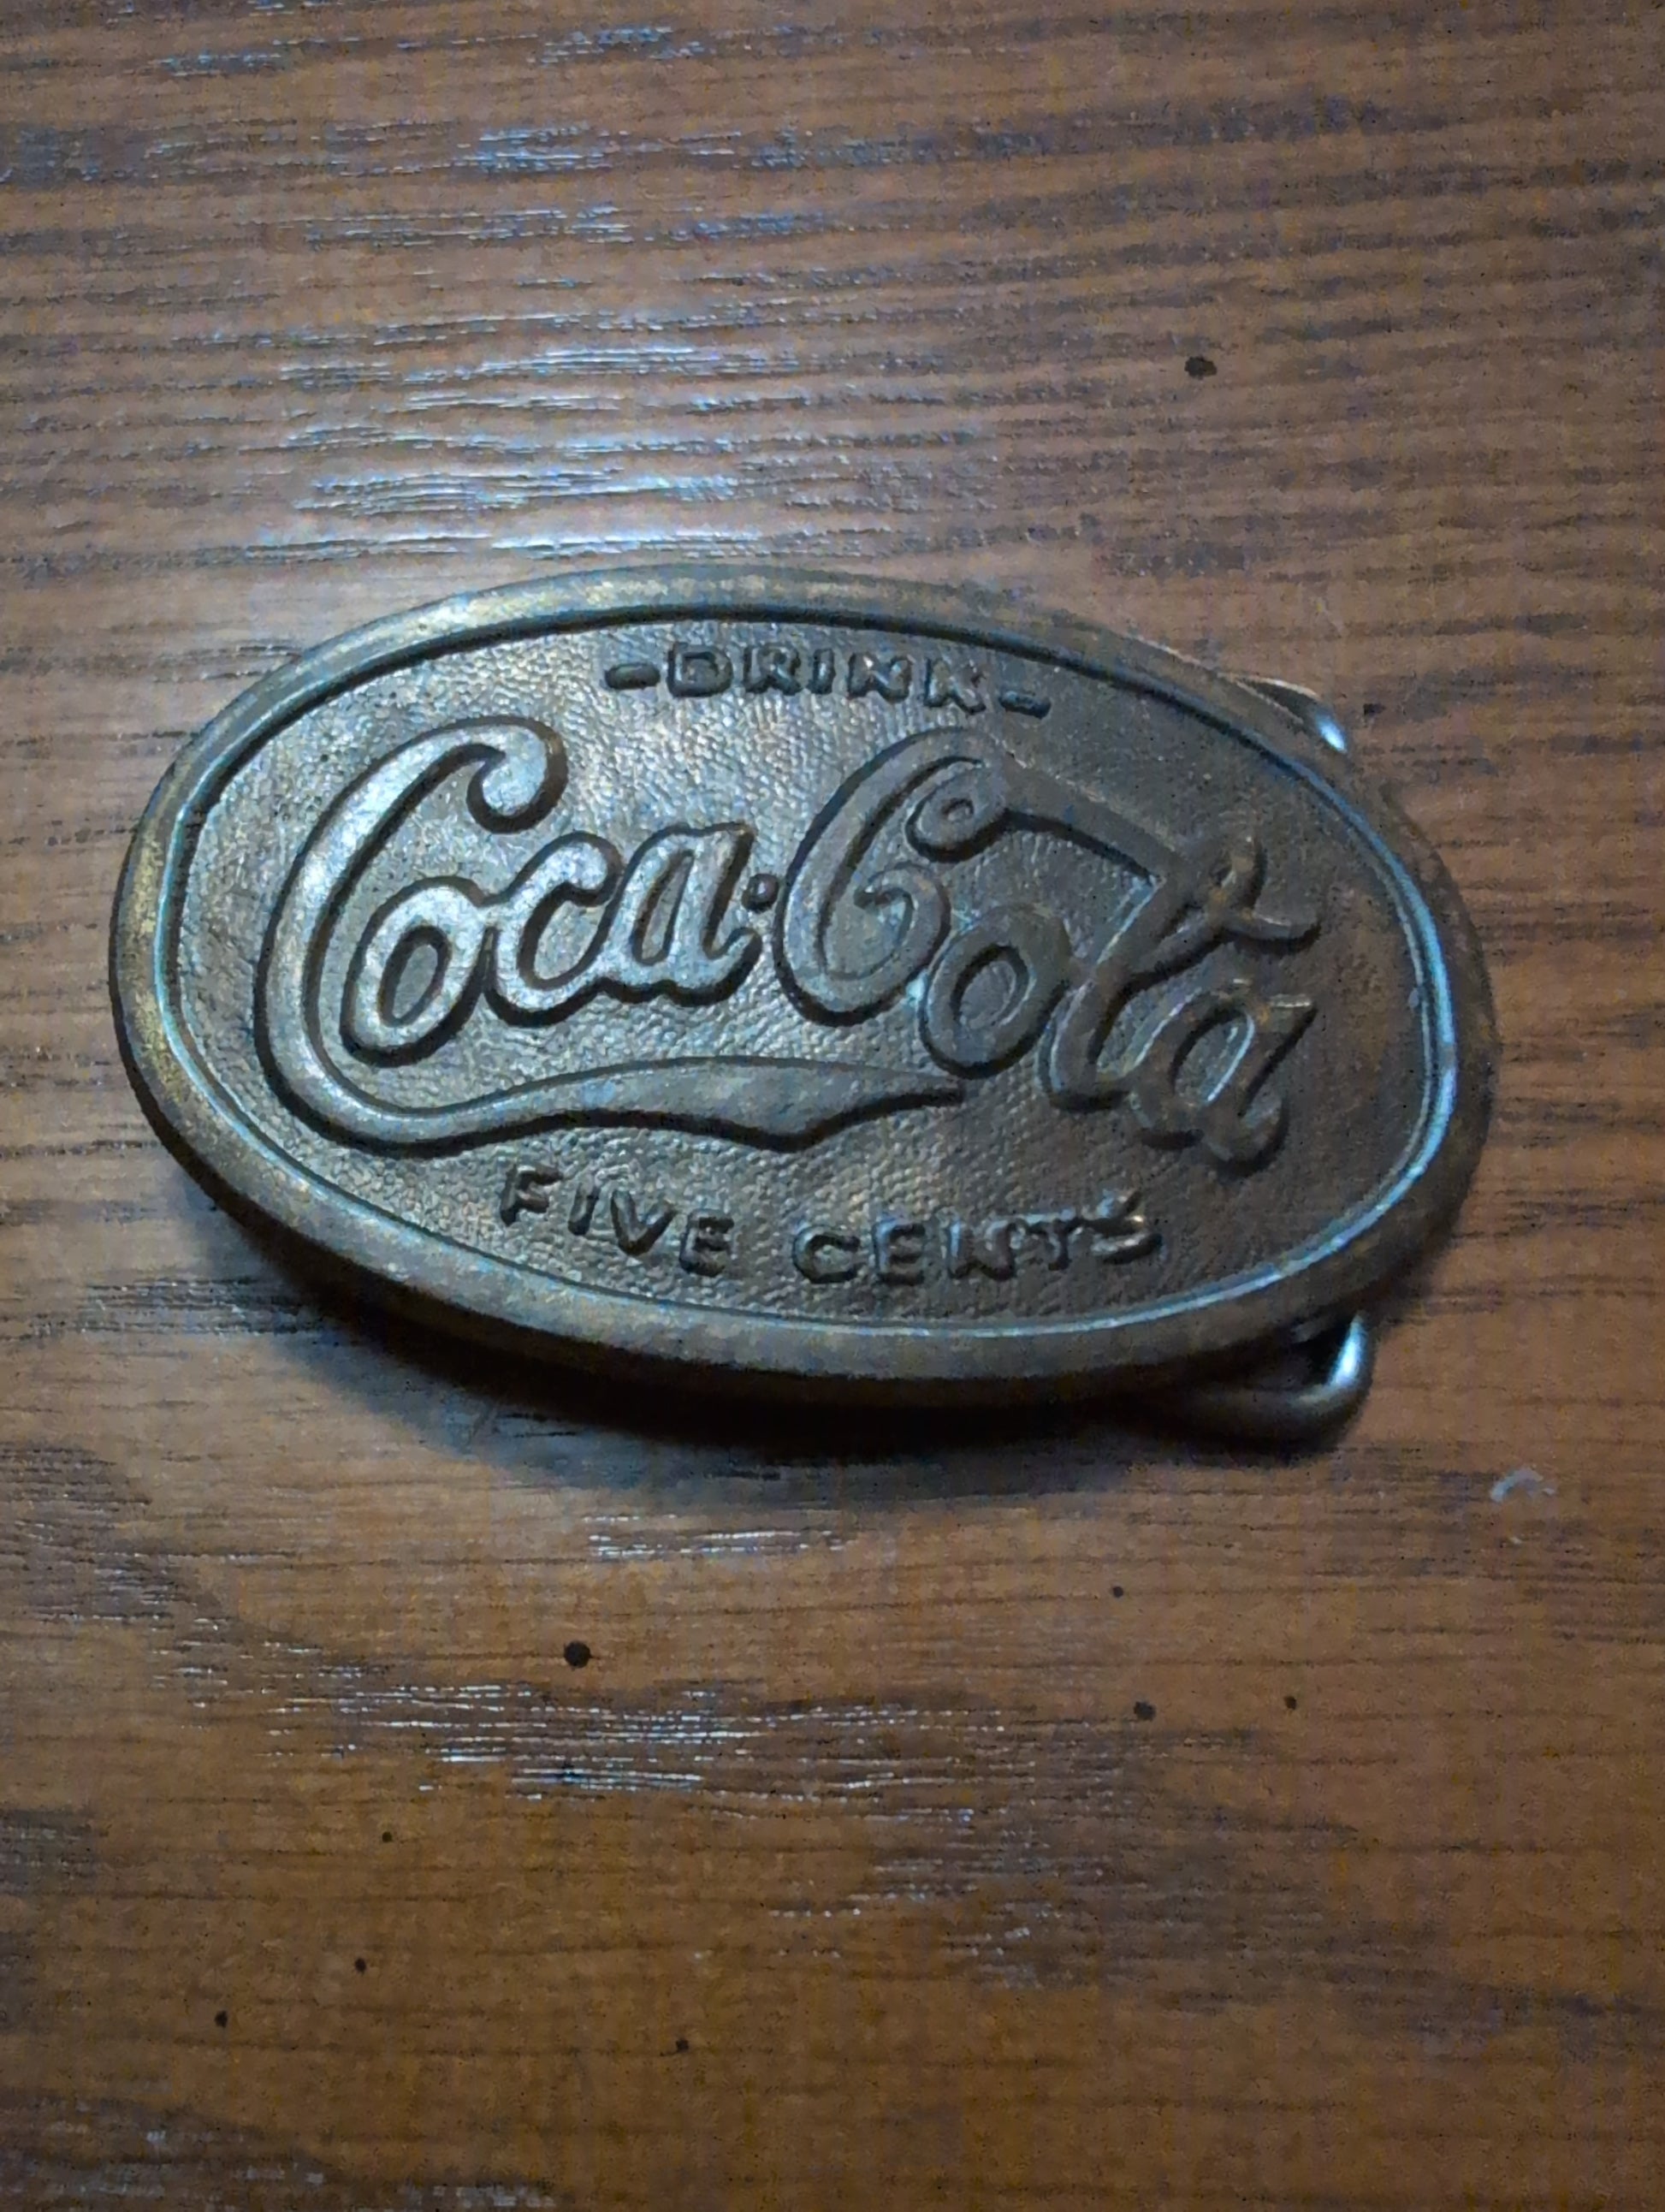 -DRINK-
Coca-Cola
FIVE CENTS